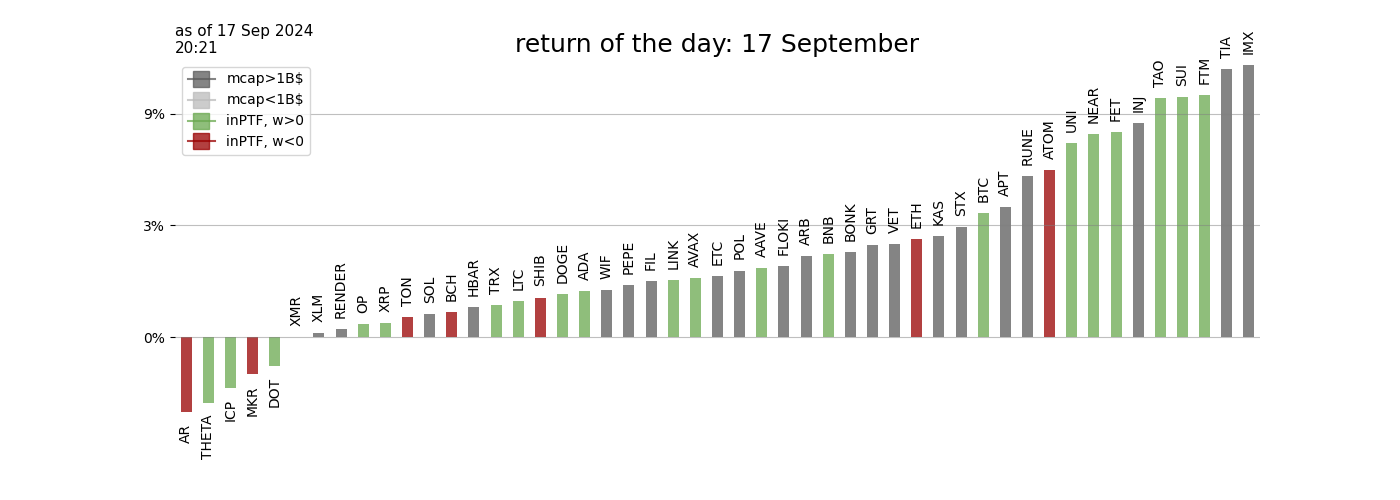 as of 17 Sep 2024
20:21
return of the day: 17 September
mcap>1B$
mcap<1B$
inPTF, w>0
inPTF, w<0
9%
3%
0%
AR
THETA
ICP
MKR
DOT
XMR
XLM
RENDER
OP
XRP
TON
SOL
BCH
HBAR
TRX
LTC
SHIB
DOGE
ADA
WIF
PEPE
FIL
LINK
AVAX
ETC
POL
AAVE
FLOKI
ARB
BNB
BONK
GRT
VET
ETH
KAS
STX
BTC
APT
RUNE
ATOM
UNI
NEAR
FET
INJ
TAO
SUI
FTM
TIA
IMX